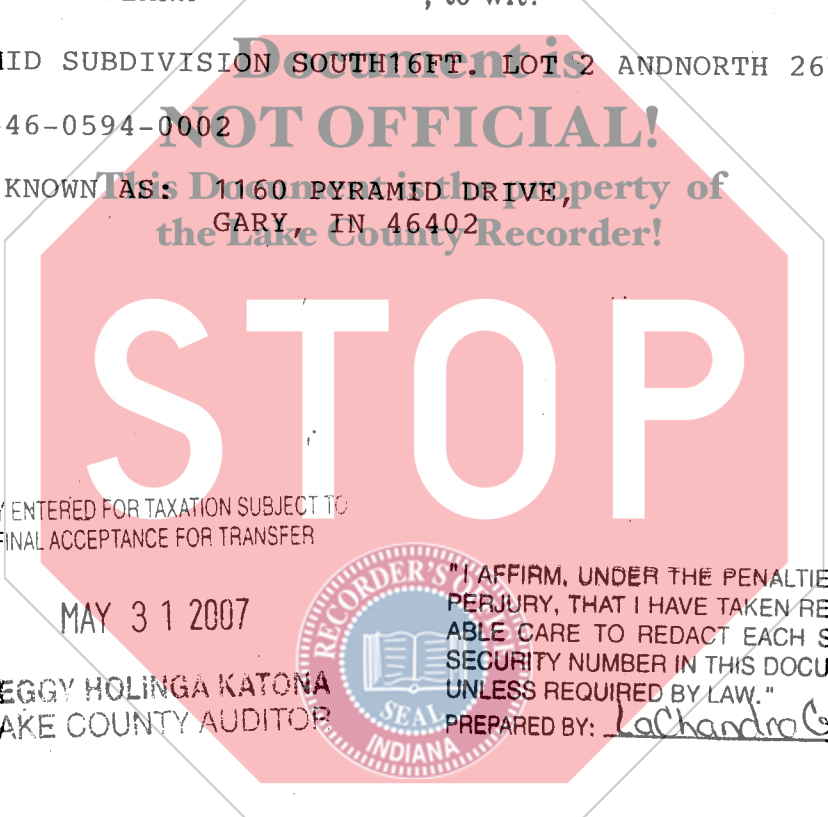 , to wit:
MID SUBDIVISION SOUTH16FT. LOT 2 ANDNORTH 26
Document is
-46-0594-0002
NOT OFFICIAL!
KNOWN AS: 1160 PYRAMID DRIVE,
This Document is the property of
GARY, IN 46402
the Lake County Recorder!
STOP
Y ENTERED FOR TAXATION SUBJECT TO
FINAL ACCEPTANCE FOR TRANSFER
MAY 31 2007
EGGY HOLINGA KATONA
AKE COUNTY AUDITOR
RECORDER'S OFFICE
SEAL
INDIANA
"I AFFIRM, UNDER THE PENALTIE
PERJURY, THAT I HAVE TAKEN RE
ABLE CARE TO REDACT EACH S
SECURITY NUMBER IN THIS DOCU
UNLESS REQUIRED BY LAW."
PREPARED BY: LaChandra G